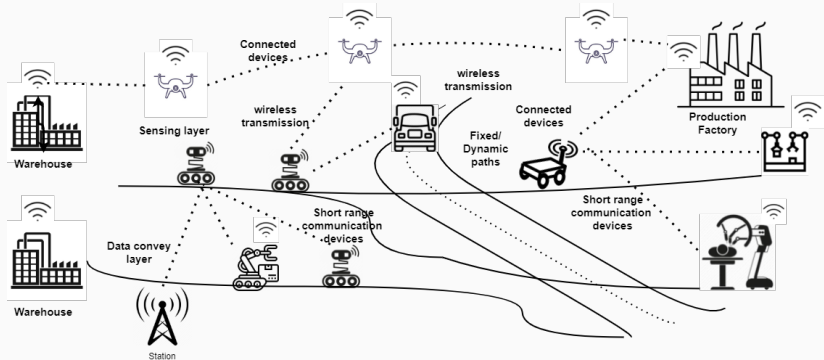 Connected
devices
wireless
transmission
wireless
transmission
Connected
devices
Production
Factory
Sensing layer
Fixed/
Dynamic
paths
Warehouse
Short range
communication
devices
Short range
communication
devices
Data convey
layer
Warehouse
Station